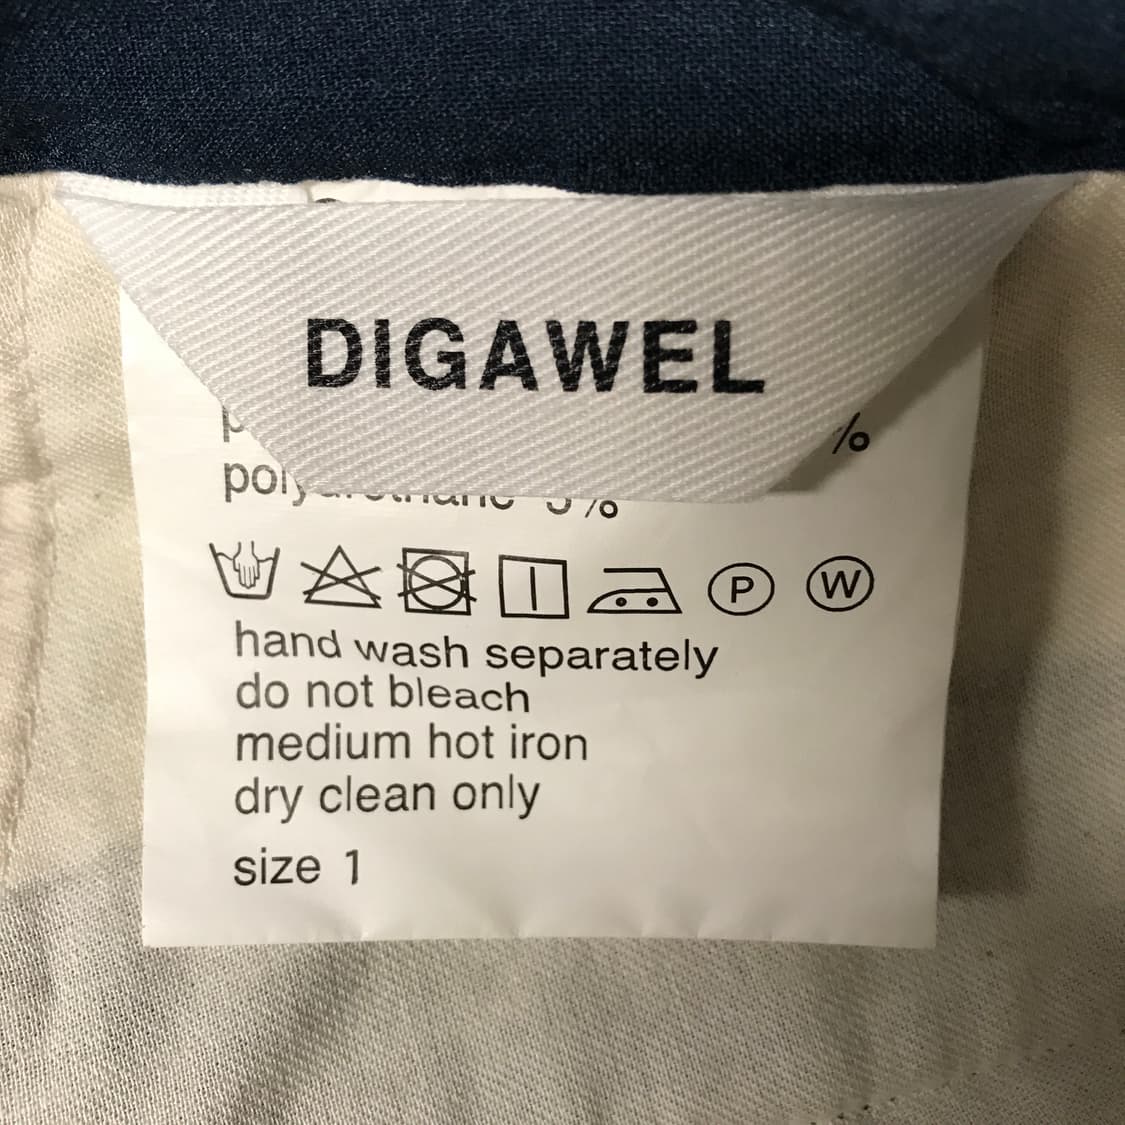 DIGAWEL
%
P W
hand wash separately
do not bleach
medium hot iron
dry clean only
size 1